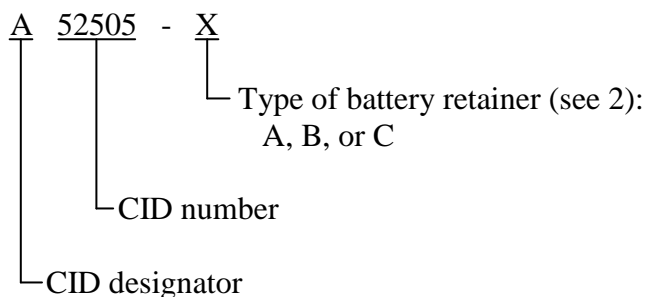 A 52505 - X
Type of battery retainer (see 2):
A, B, or C
CID number
CID designator